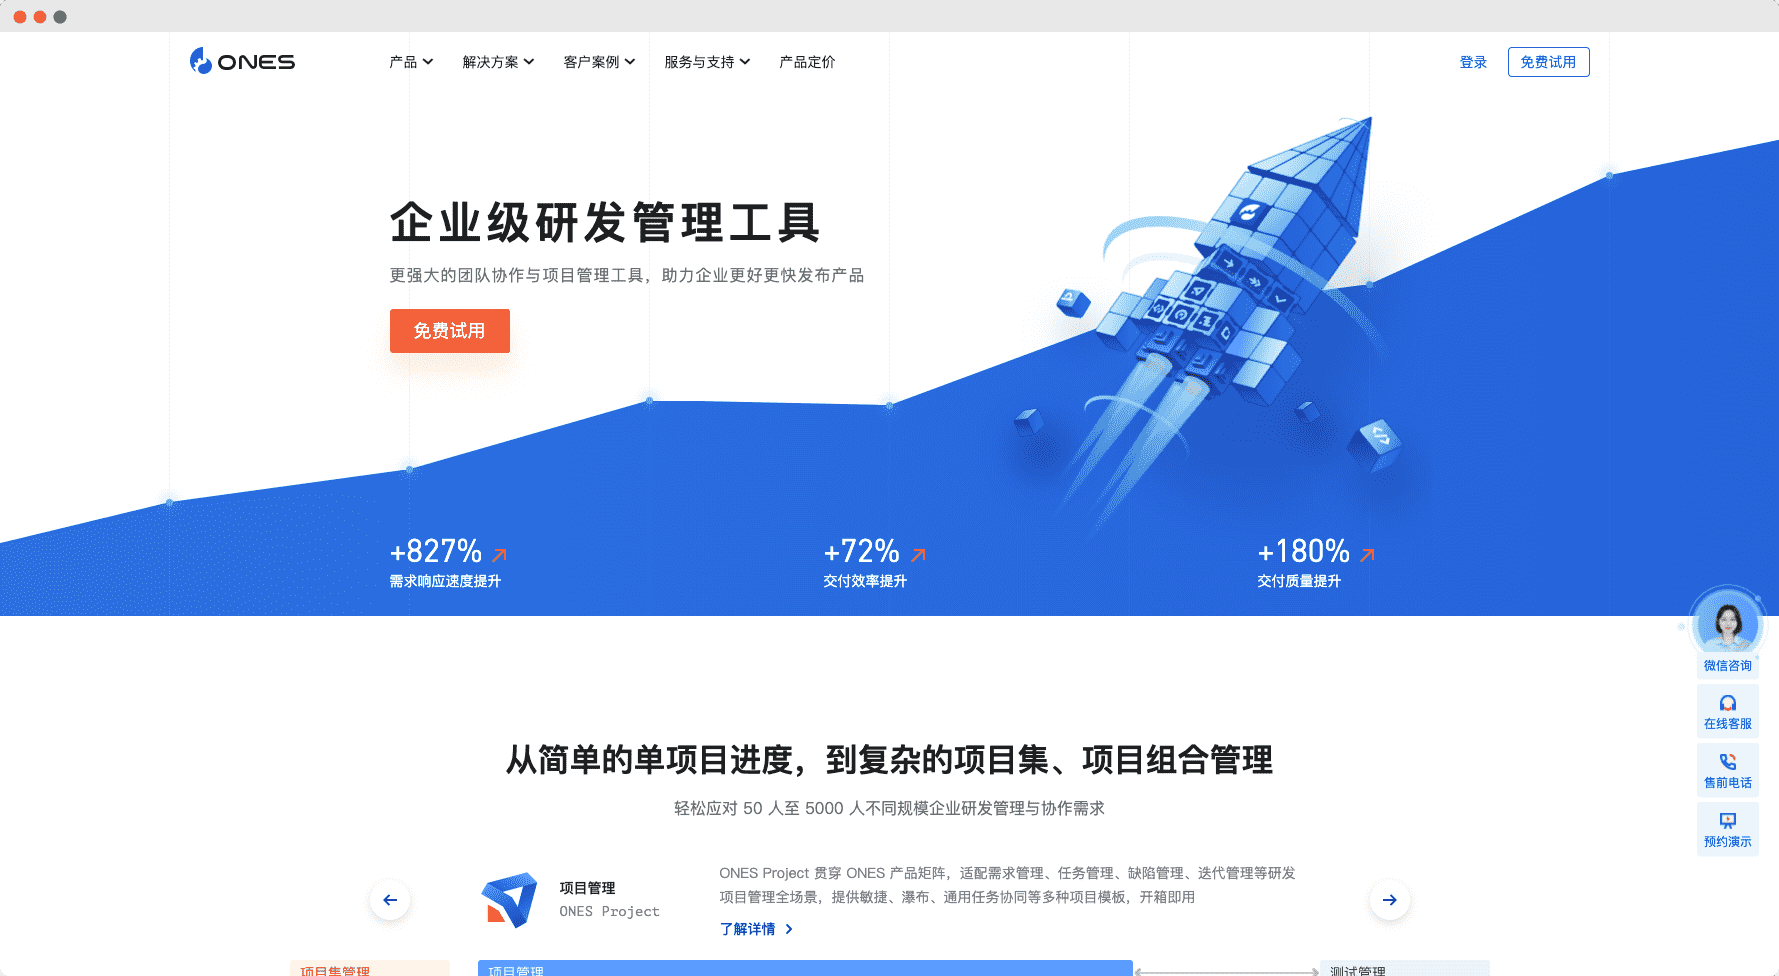 ONES
产品
解决方案
客户案例
服务与支持
产品定价
登录
免费试用
企业级研发管理工具
更强大的团队协作与项目管理工具，助力企业更好更快发布产品
免费试用
+827%
需求响应速度提升
+72%
交付效率提升
+180%
交付质量提升
微信咨询
在线客服
售前电话
预约演示
从简单的单项目进度，到复杂的项目集、项目组合管理
轻松应对 50 人至 5000 人不同规模企业研发管理与协作需求
项目管理
ONES Project
ONES Project 贯穿 ONES 产品矩阵，适配需求管理、任务管理、缺陷管理、迭代管理等研发
项目管理全场景，提供敏捷、瀑布、通用任务协同等多种项目模板，开箱即用
了解详情
项目集管理
项目管理
测试管理